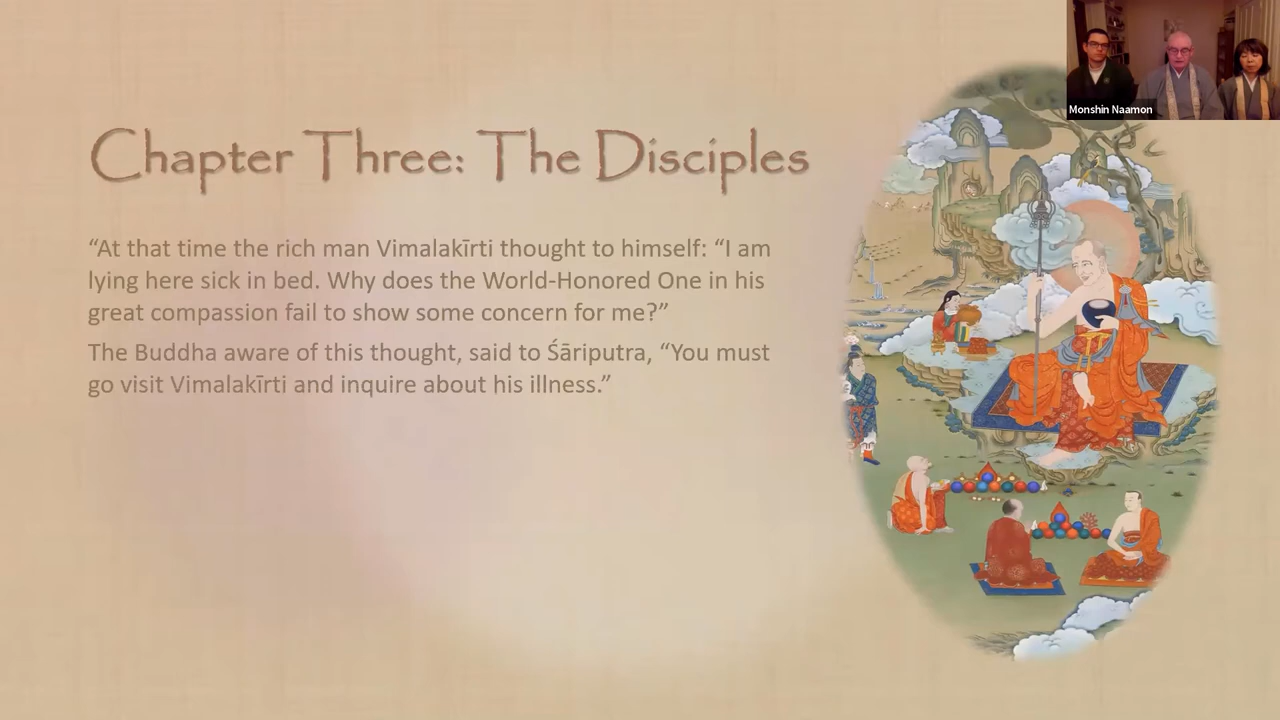 Monshin Naamon
Chapter Three: The Disciples
“At that time the rich man Vimalakīrti thought to himself: “I am
lying here sick in bed. Why does the World-Honored One in his
great compassion fail to show some concern for me?”
The Buddha aware of this thought, said to Śāriputra, “You must
go visit Vimalakīrti and inquire about his illness.”